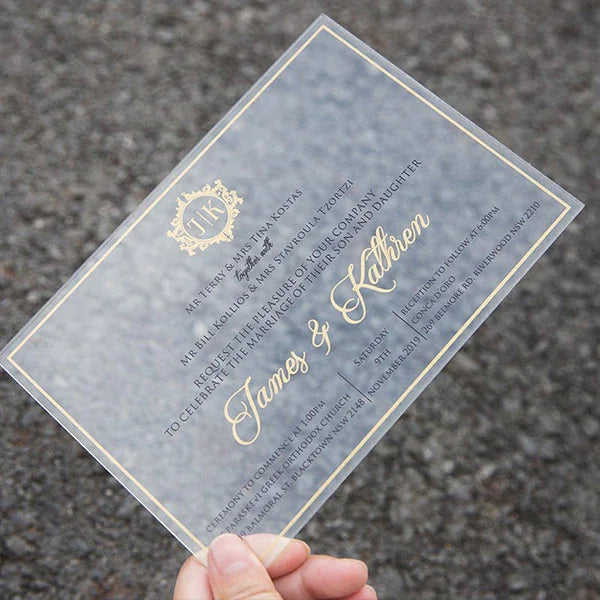 J K
MR TERRY & MRS TINA KOSTAS
together with
MR BILL KOLLIOS & MRS STAVROULA TZORTZI
REQUEST THE PLEASURE OF YOUR COMPANY
TO CELEBRATE THE MARRIAGE OF THEIR SON AND DAUGHTER
James & Kathren
CEREMONY TO COMMENCE AT 1:00PM
PARASKEVI GREEK ORTHODOX CHURCH
BALMORAL ST, BLACKTOWN NSW 2148
SATURDAY
9TH
NOVEMBER 2019
RECEPTION TO FOLLOW AT 6:00PM
CONCA D'ORO
269 BELMORE RD, RIVERWOOD NSW 2210